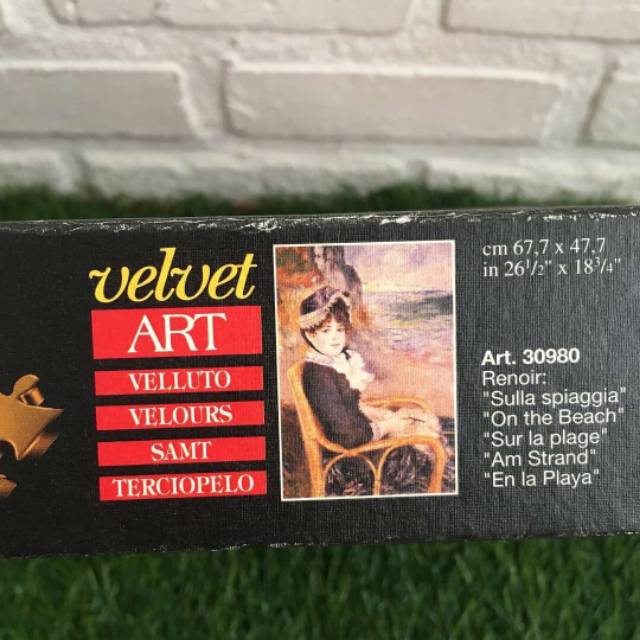 velvet
ART
VELLUTO
VELOURS
SAMT
TERCIOPELO
cm 67,7 x 47.7
in 26 1/2" x 18 3/4"
Art. 30980
Renoir:
"Sulla spiaggia"
"On the Beach"
"Sur la plage"
"Am Strand"
"En la Playa"